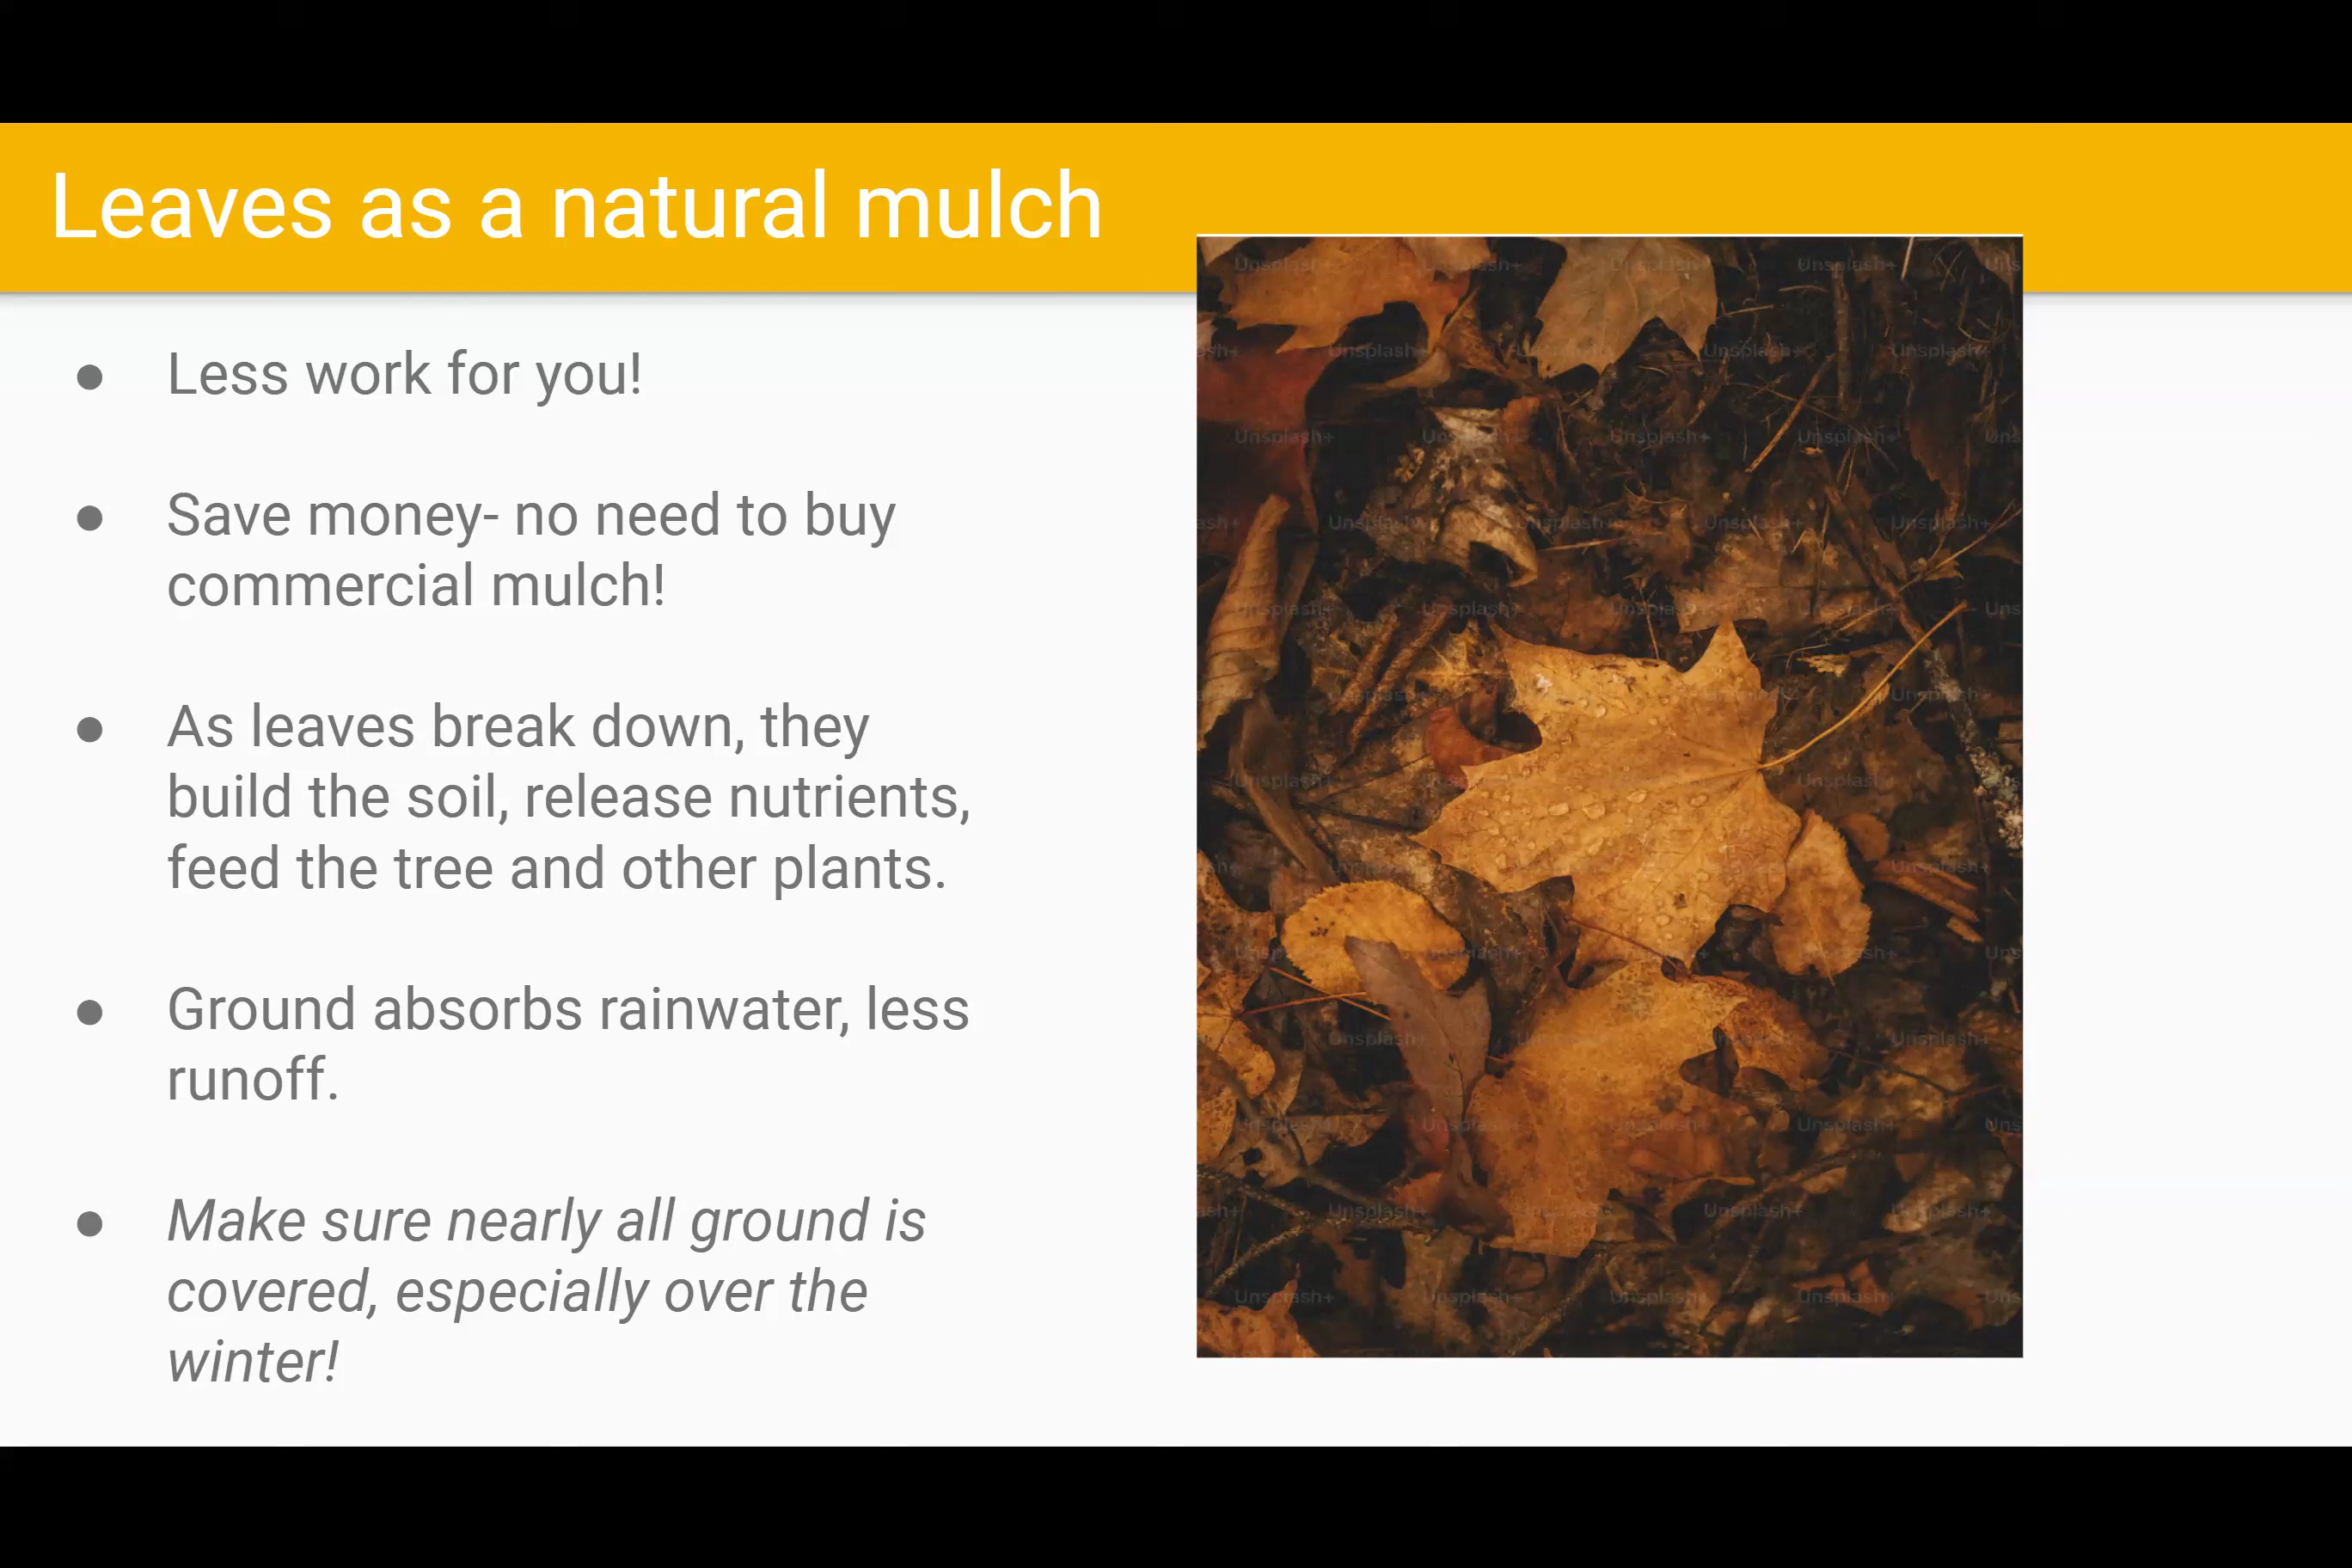 Leaves as a natural mulch
● Less work for you!
● Save money- no need to buy
commercial mulch!
● As leaves break down, they
build the soil, release nutrients,
feed the tree and other plants.
● Ground absorbs rainwater, less
runoff.
● Make sure nearly all ground is
covered, especially over the
winter!
Unsplash+